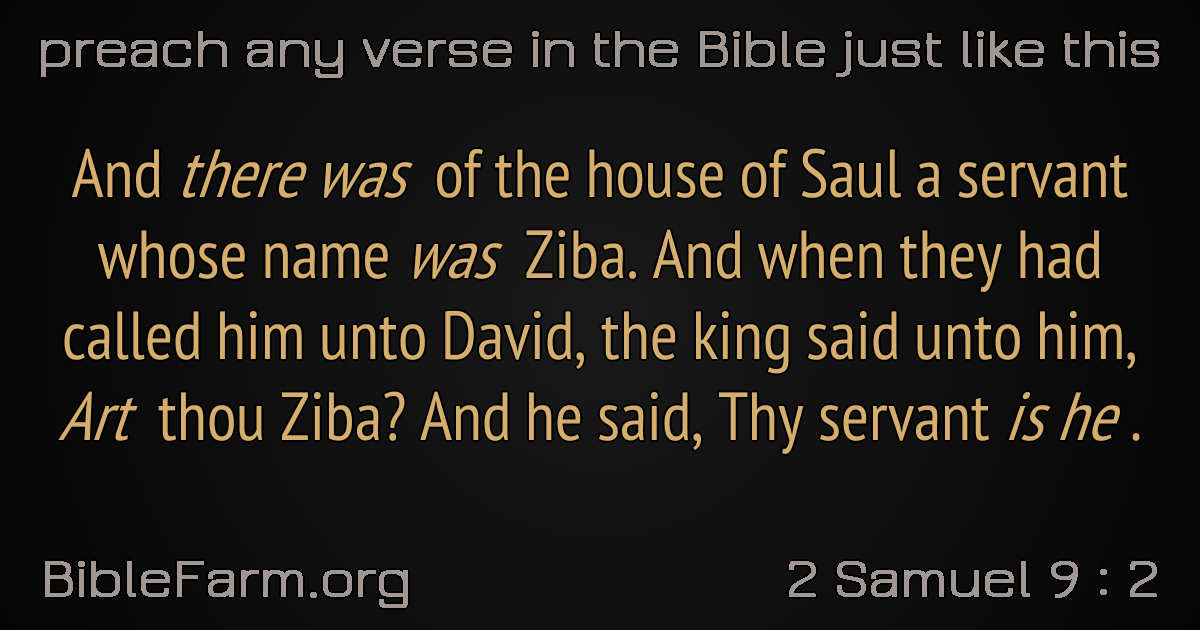 preach any verse in the Bible just like this
And there was of the house of Saul a servant
whose name was Ziba. And when they had
called him unto David, the king said unto him,
Art thou Ziba? And he said, Thy servant is he .
BibleFarm.org
2 Samuel 9 : 2